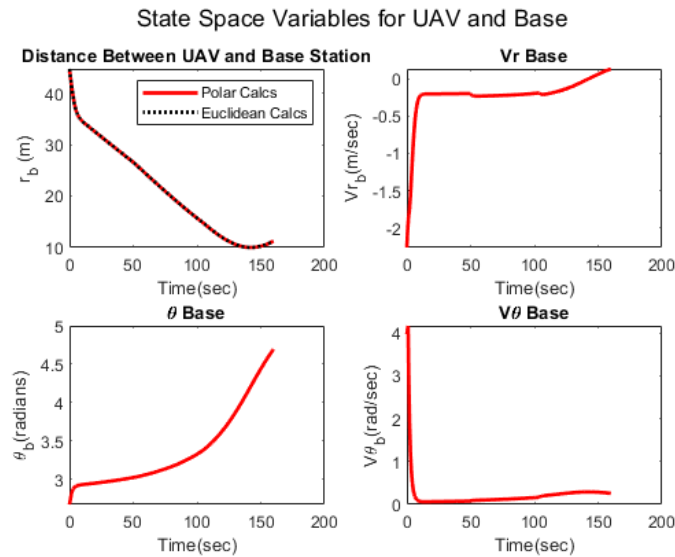 State Space Variables for UAV and Base
Distance Between UAV and Base Station
Polar Calcs
Euclidean Calcs
r_b (m)
40
30
20
10
0
50
100
150
200
Time(sec)
Vr Base
Vr_b(m/sec)
0
-0.5
-1
-1.5
-2
0
50
100
150
200
Time(sec)
θ Base
θ_b(radians)
5
4.5
4
3.5
3
0
50
100
150
200
Time(sec)
Vθ Base
Vθ_b(rad/sec)
4
3
2
1
0
0
50
100
150
200
Time(sec)